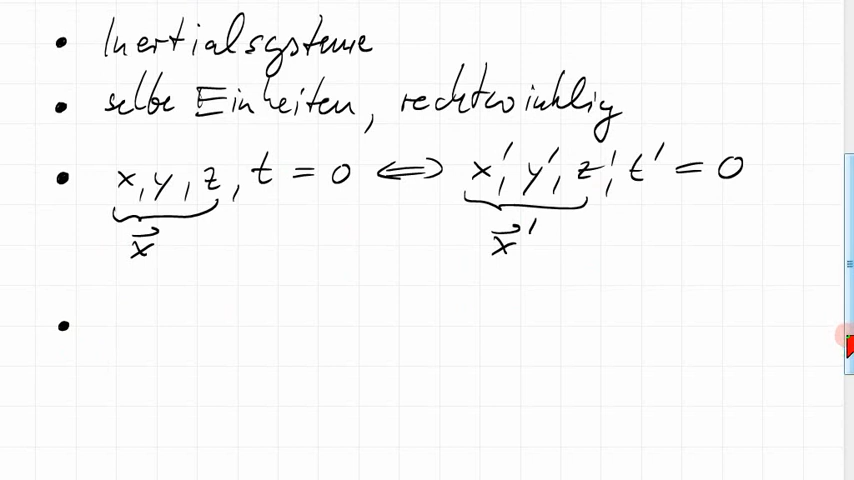 • Inertialsysteme
• selbe Einheiten, rechtwinklig
• x, y, z, t = 0 ⟺ x', y', z', t' = 0
x⃗ x⃗'
•